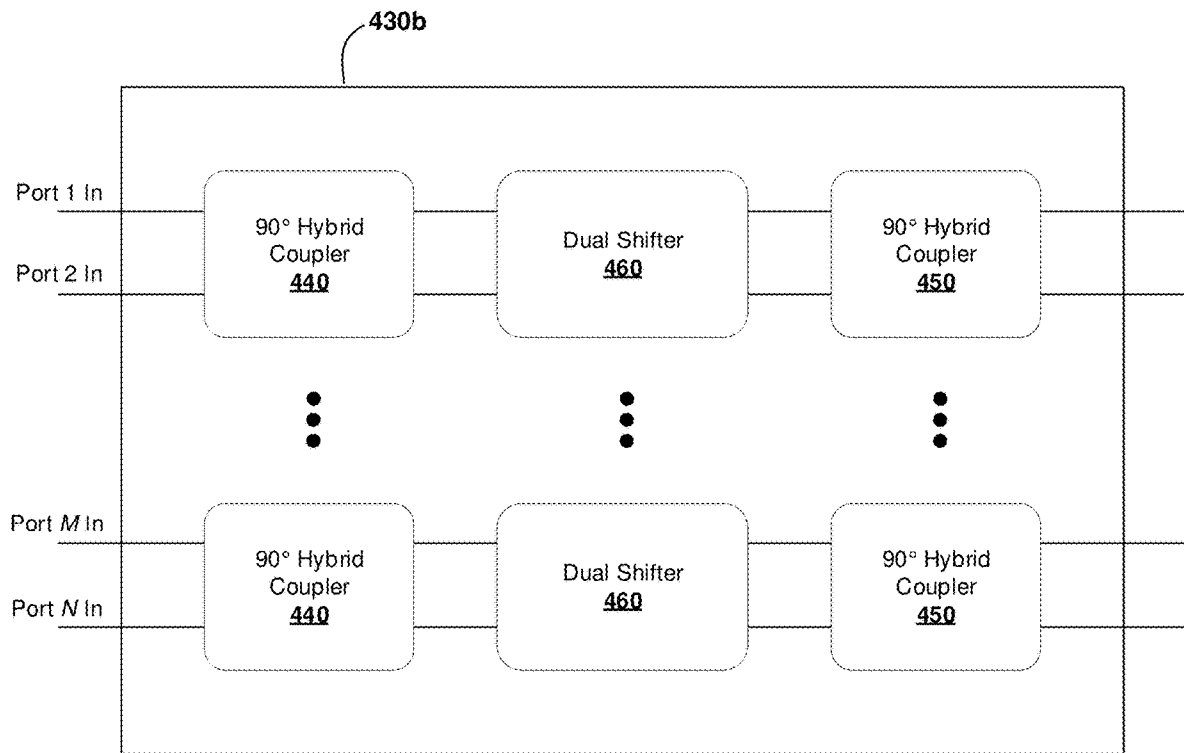 430b
Port 1 In
90° Hybrid
Coupler
440
Dual Shifter
460
90° Hybrid
Coupler
450
Port 2 In
Port M In
90° Hybrid
Coupler
440
Dual Shifter
460
90° Hybrid
Coupler
450
Port N In